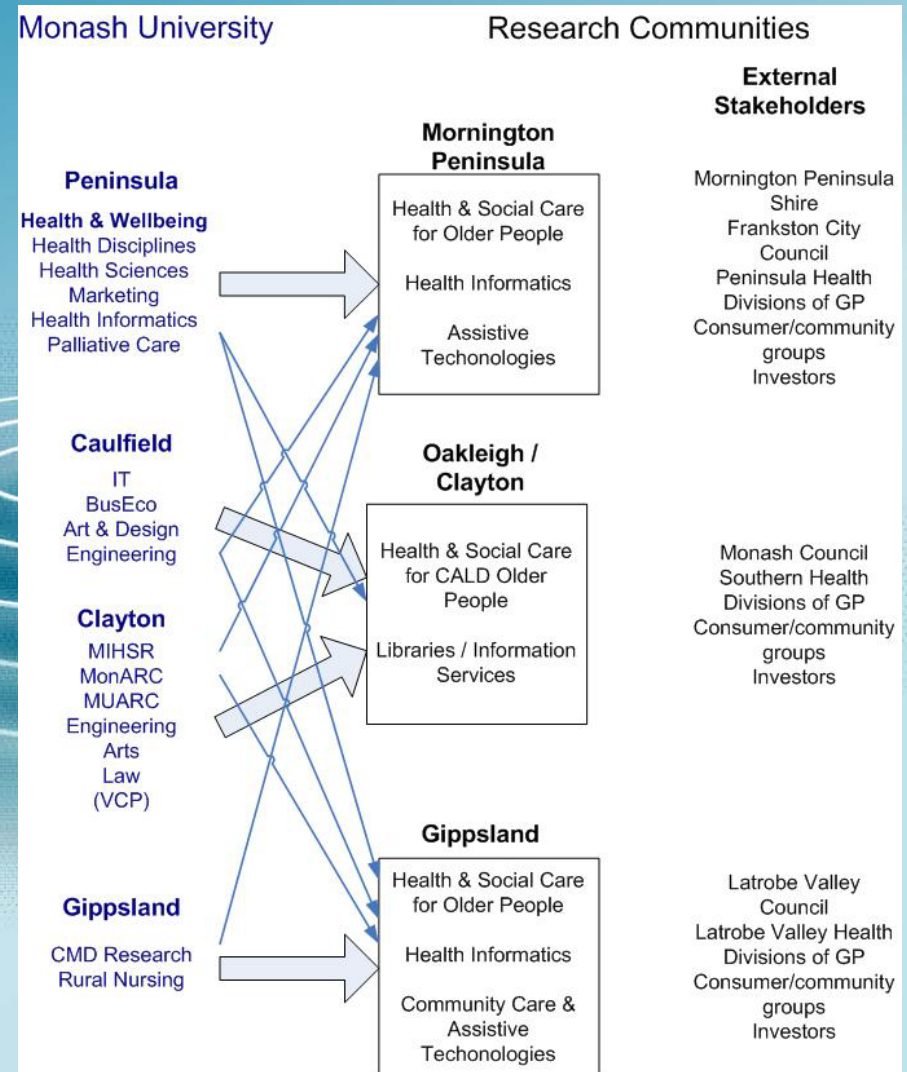 Monash University
Research Communities
External
Stakeholders
Peninsula
Health & Wellbeing
Health Disciplines
Health Sciences
Marketing
Health Informatics
Palliative Care
Mornington
Peninsula
Health & Social Care
for Older People
Health Informatics
Assistive
Techonologies
Mornington Peninsula
Shire
Frankston City
Council
Peninsula Health
Divisions of GP
Consumer/community
groups
Investors
Caulfield
IT
BusEco
Art & Design
Engineering
Clayton
MIHSR
MonARC
MUARC
Engineering
Arts
Law
(VCP)
Oakleigh /
Clayton
Health & Social Care
for CALD Older
People
Libraries / Information
Services
Monash Council
Southern Health
Divisions of GP
Consumer/community
groups
Investors
Gippsland
CMD Research
Rural Nursing
Gippsland
Health & Social Care
for Older People
Health Informatics
Community Care &
Assistive
Techonologies
Latrobe Valley
Council
Latrobe Valley Health
Divisions of GP
Consumer/community
groups
Investors